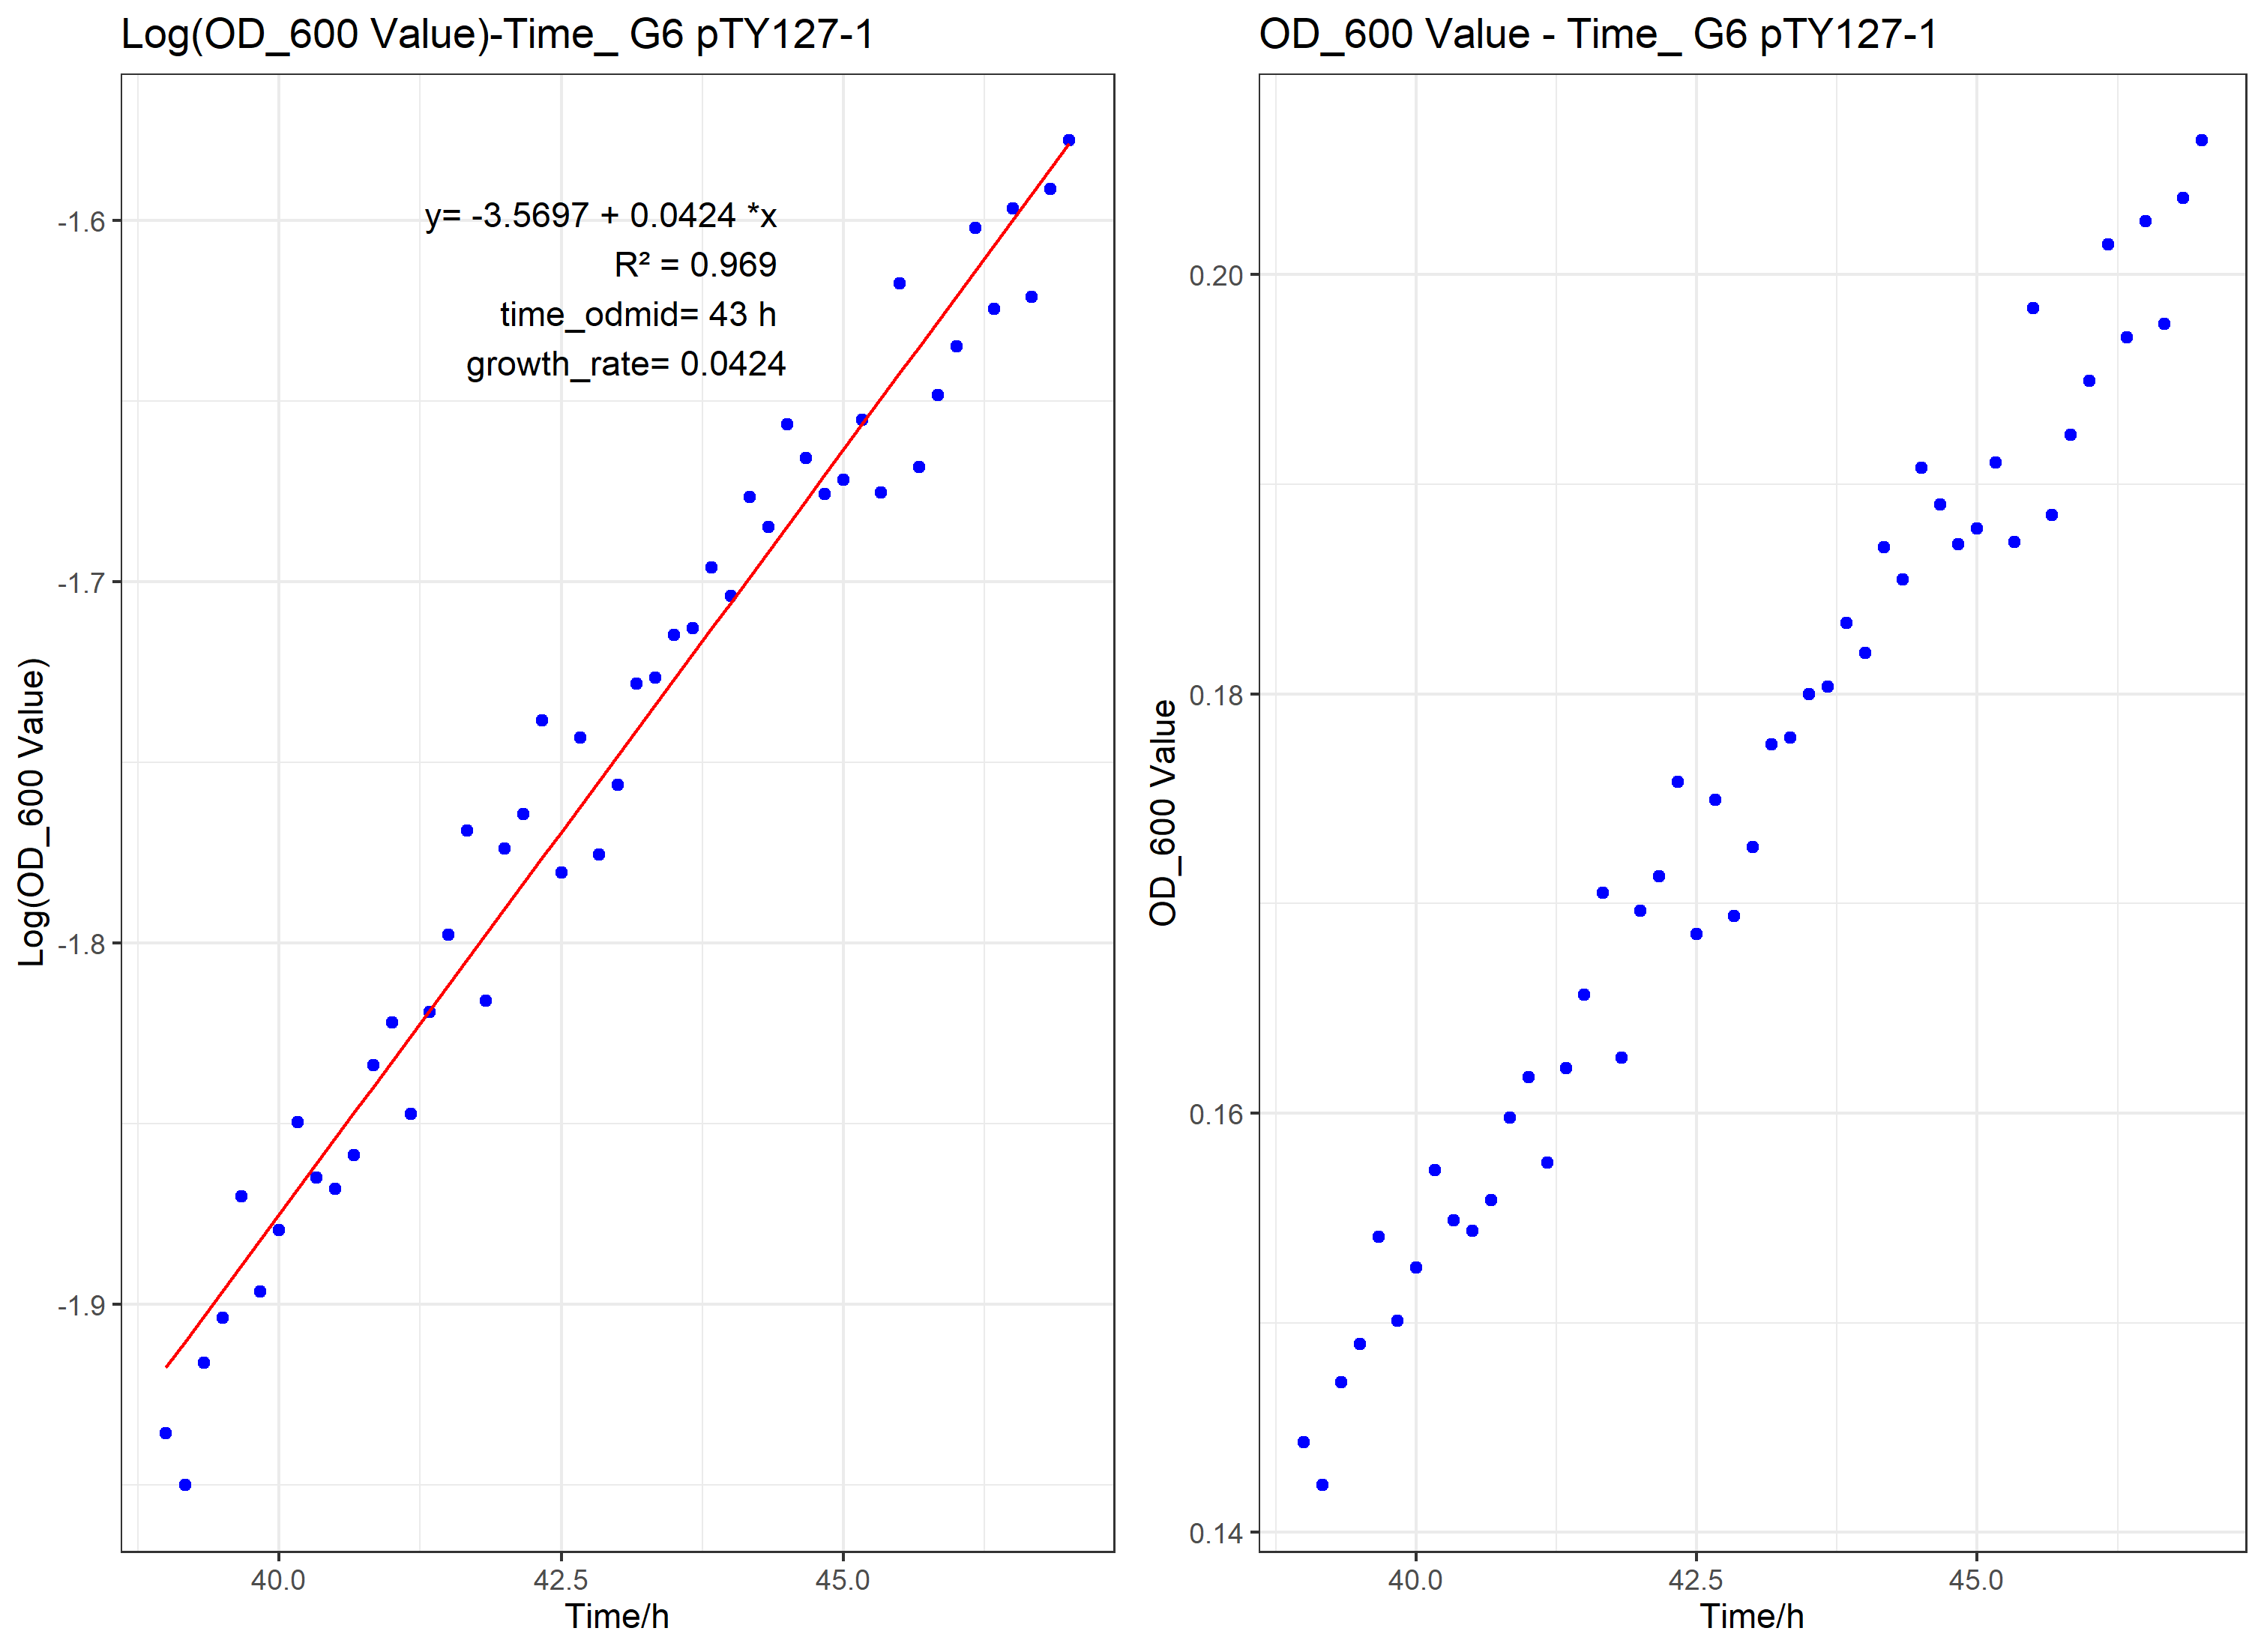 Log(OD_600 Value)-Time_ G6 pTY127-1
y= -3.5697 + 0.0424 *x
R² = 0.969
time_odmid= 43 h
growth_rate= 0.0424
Log(OD_600 Value)
-1.6
-1.7
-1.8
-1.9
40.0 42.5 45.0
Time/h
OD_600 Value - Time_ G6 pTY127-1
OD_600 Value
0.20
0.18
0.16
0.14
40.0 42.5 45.0
Time/h